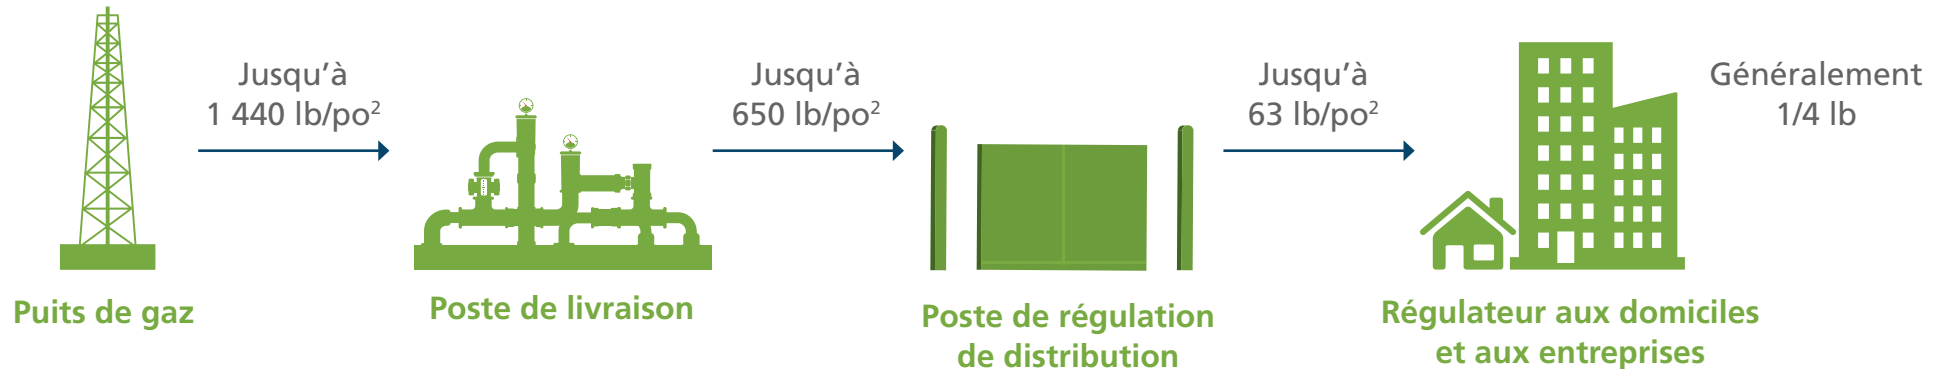 Jusqu’à
1 440 lb/po²
Jusqu’à
650 lb/po²
Jusqu’à
63 lb/po²
Généralement
1/4 lb
Puits de gaz
Poste de livraison
Poste de régulation
de distribution
Régulateur aux domiciles
et aux entreprises